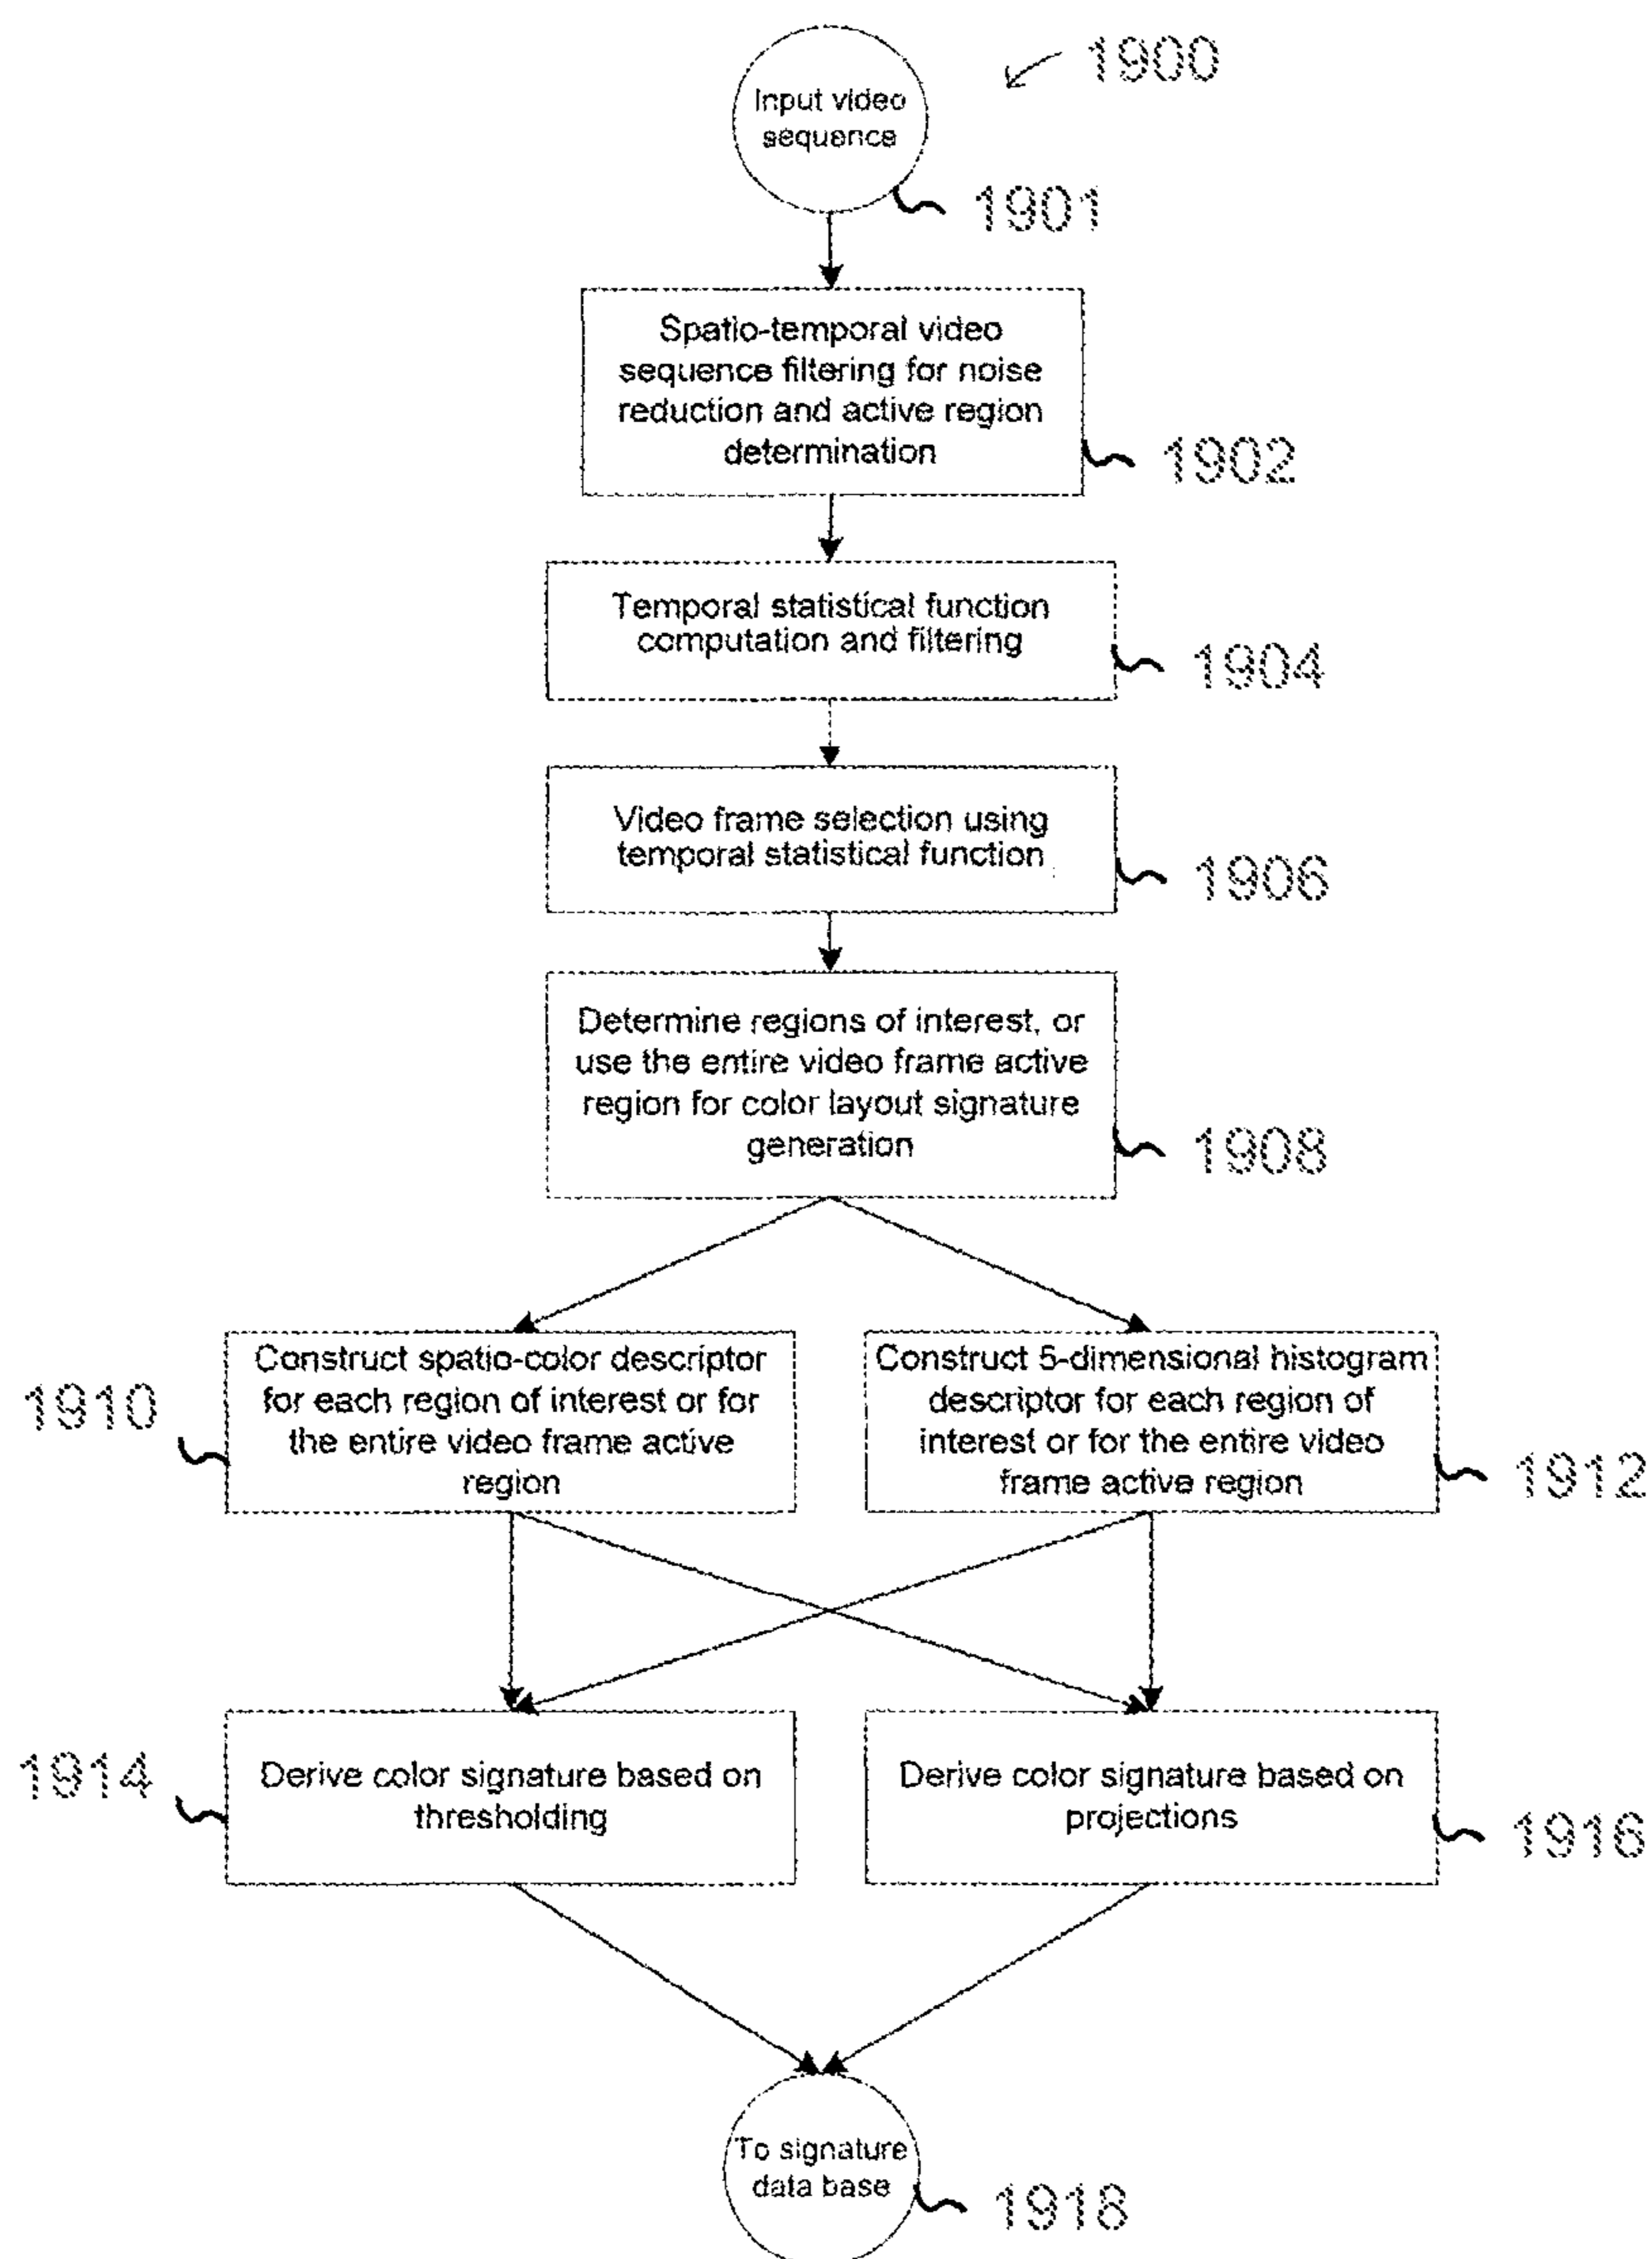 1900
Input video
sequence
1901
Spatio-temporal video
sequence filtering for noise
reduction and active region
determination
1902
Temporal statistical function
computation and filtering
1904
Video frame selection using
temporal statistical function
1906
Determine regions of interest, or
use the entire video frame active
region for color layout signature
generation
1908
Construct spatio-color descriptor
for each region of interest or for
the entire video frame active
region
1910
Construct 5-dimensional histogram
descriptor for each region of
interest or for the entire video
frame active region
1912
Derive color signature based on
thresholding
1914
Derive color signature based on
projections
1916
To signature
data base
1918